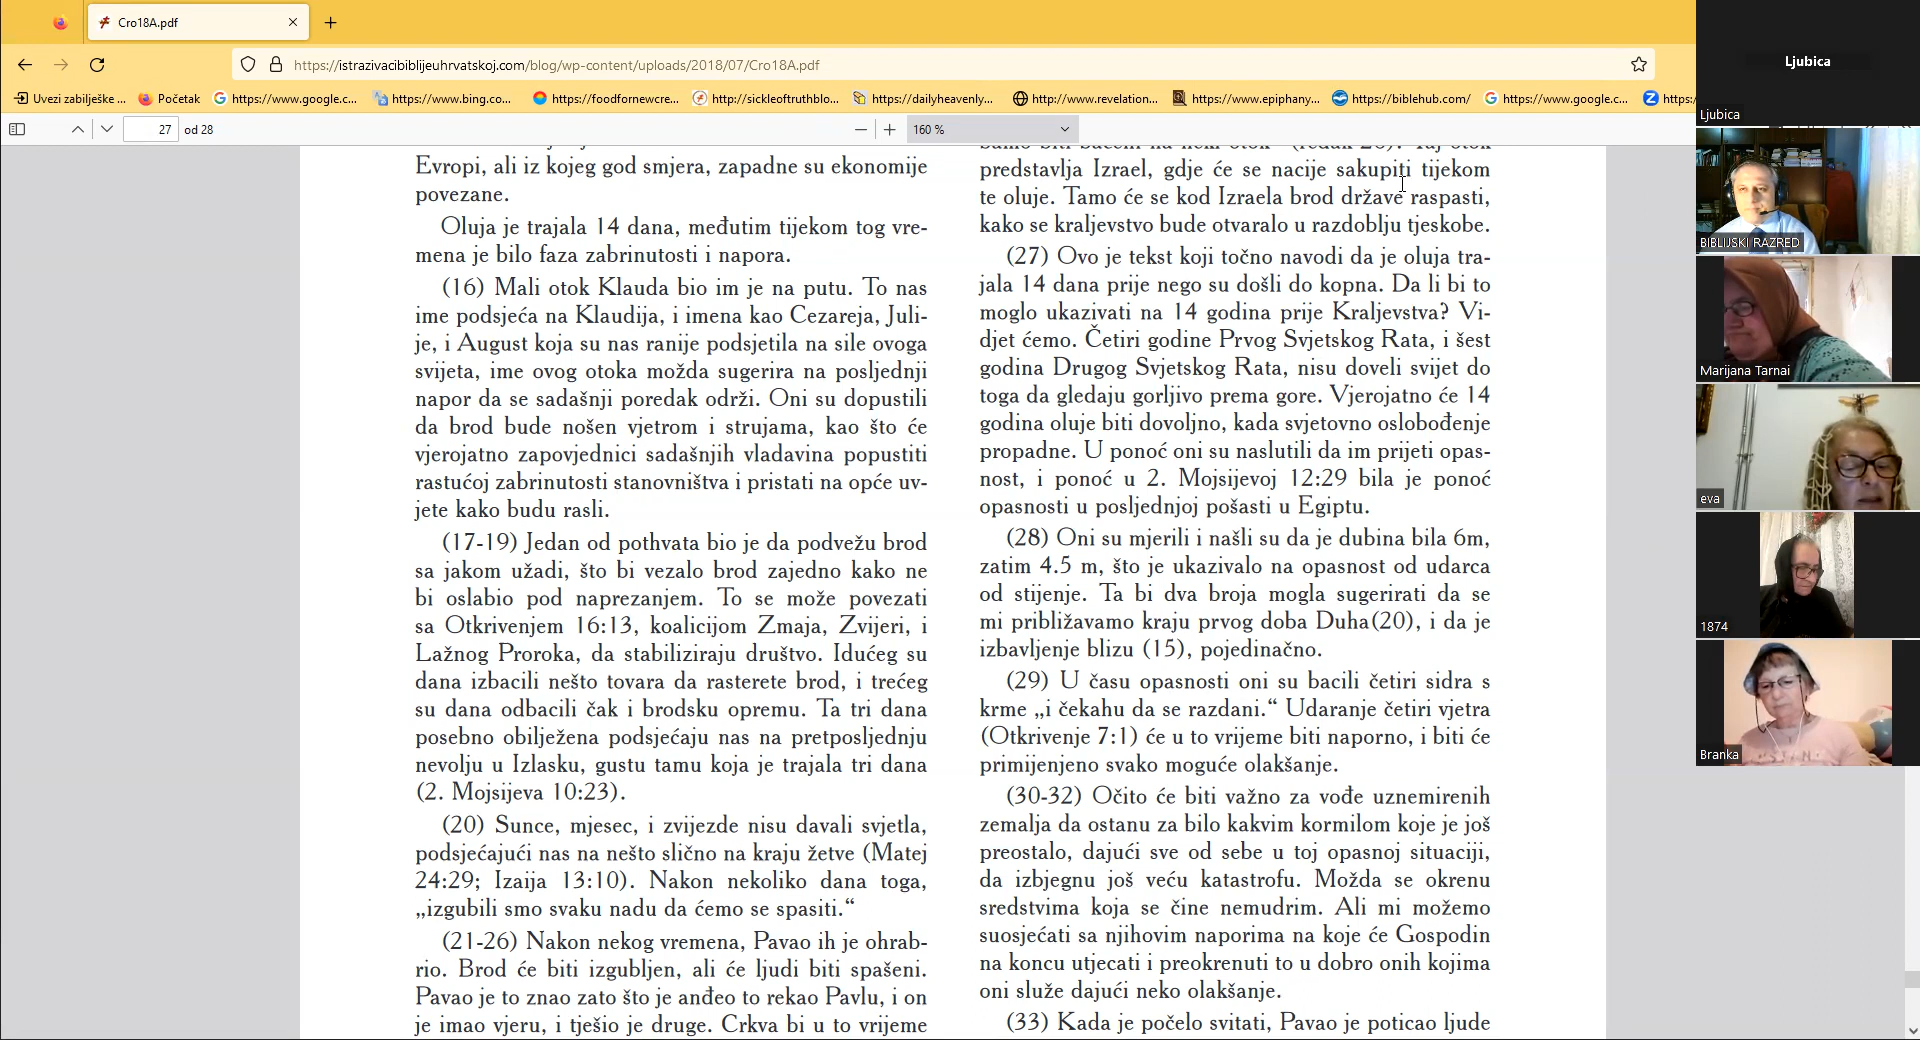 Cro18A.pdf
https://istrazivacibiblijeuhrvatskoj.com/blog/wp-content/uploads/2018/07/Cro18A.pdf
Uvezi zabilješke ...
Početak
https://www.google.c...
https://www.bing.co...
https://foodfornewcre...
http://sickleoftruthblo...
https://dailyheavenly...
http://www.revelation...
https://www.epiphany...
https://biblehub.com/
https://www.google.c...
https:
27 od 28
160 %
Evropi, ali iz kojeg god smjera, zapadne su ekonomije
povezane.
Oluja je trajala 14 dana, međutim tijekom tog vre-
mena je bilo faza zabrinutosti i napora.
(16) Mali otok Klauda bio im je na putu. To nas
ime podsjeća na Klaudija, i imena kao Cezareja, Juli-
je, i August koja su nas ranije podsjetila na sile ovoga
svijeta, ime ovog otoka možda sugerira na posljednji
napor da se sadašnji poredak održi. Oni su dopustili
da brod bude nošen vjetrom i strujama, kao što će
vjerojatno zapovjednici sadašnjih vladavina popustiti
rastućoj zabrinutosti stanovništva i pristati na opće uv-
jete kako budu rasli.
(17-19) Jedan od pothvata bio je da podvežu brod
sa jakom užadi, što bi vezalo brod zajedno kako ne
bi oslabio pod naprezanjem. To se može povezati
sa Otkrivenjem 16:13, koalicijom Zmaja, Zvijeri, i
Lažnog Proroka, da stabiliziraju društvo. Idućeg su
dana izbacili nešto tovara da rasterete brod, i trećeg
su dana odbacili čak i brodsku opremu. Ta tri dana
posebno obilježena podsjećaju nas na pretposljednju
nevolju u Izlasku, gustu tamu koja je trajala tri dana
(2. Mojsijeva 10:23).
(20) Sunce, mjesec, i zvijezde nisu davali svjetla,
podsjećajući nas na nešto slično na kraju žetve (Matej
24:29; Izaija 13:10). Nakon nekoliko dana toga,
„izgubili smo svaku nadu da ćemo se spasiti.“
(21-26) Nakon nekog vremena, Pavao ih je ohrab-
rio. Brod će biti izgubljen, ali će ljudi biti spašeni.
Pavao je to znao zato što je anđeo to rekao Pavlu, i on
je imao vjeru, i tješio je druge. Crkva bi u to vrijeme
predstavlja Izrael, gdje će se nacije sakupiti tijekom
te oluje. Tamo će se kod Izraela brod države raspasti,
kako se kraljevstvo bude otvaralo u razdoblju tjeskobe.
(27) Ovo je tekst koji točno navodi da je oluja tra-
jala 14 dana prije nego su došli do kopna. Da li bi to
moglo ukazivati na 14 godina prije Kraljevstva? Vi-
djet ćemo. Četiri godine Prvog Svjetskog Rata, i šest
godina Drugog Svjetskog Rata, nisu doveli svijet do
toga da gledaju gorljivo prema gore. Vjerojatno će 14
godina oluje biti dovoljno, kada svjetovno oslobođenje
propadne. U ponoć oni su naslutili da im prijeti opas-
nost, i ponoć u 2. Mojsijevoj 12:29 bila je ponoć
opasnosti u posljednjoj pošasti u Egiptu.
(28) Oni su mjerili i našli su da je dubina bila 6m,
zatim 4.5 m, što je ukazivalo na opasnost od udarca
od stijenje. Ta bi dva broja mogla sugerirati da se
mi približavamo kraju prvog doba Duha(20), i da je
izbavljenje blizu (15), pojedinačno.
(29) U času opasnosti oni su bacili četiri sidra s
krme „i čekahu da se razdani.“ Udaranje četiri vjetra
(Otkrivenje 7:1) će u to vrijeme biti naporno, i biti će
primijenjeno svako moguće olakšanje.
(30-32) Očito će biti važno za vođe uznemirenih
zemalja da ostanu za bilo kakvim kormilom koje je još
preostalo, dajući sve od sebe u toj opasnoj situaciji,
da izbjegnu još veću katastrofu. Možda se okrenu
sredstvima koja se čine nemudrim. Ali mi možemo
suosjećati sa njihovim naporima na koje će Gospodin
na koncu utjecati i preokrenuti to u dobro onih kojima
oni služe dajući neko olakšanje.
(33) Kada je počelo svitati, Pavao je poticao ljude
Ljubica
Ljubica
BIBLIJSKI RAZRED
Marijana Tarnai
eva
1874
Branka